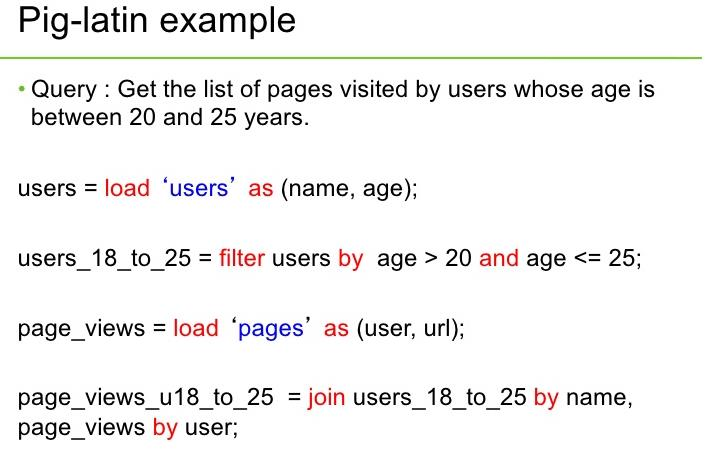 Pig-latin example
• Query : Get the list of pages visited by users whose age is
between 20 and 25 years.
users = load ‘users’ as (name, age);
users_18_to_25 = filter users by age > 20 and age <= 25;
page_views = load ‘pages’ as (user, url);
page_views_u18_to_25 = join users_18_to_25 by name,
page_views by user;